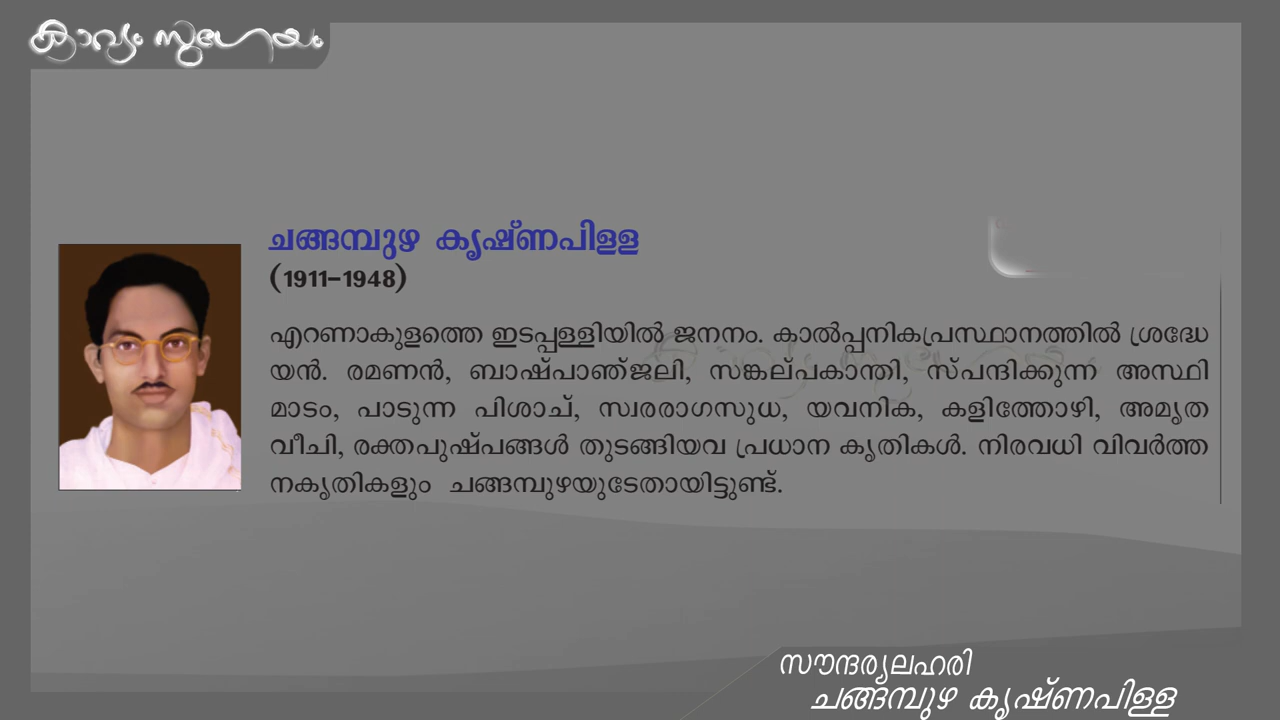 കാവ്യം സുഗേയം
ചങ്ങമ്പുഴ കൃഷ്ണപിള്ള
(1911-1948)
എറണാകുളത്തെ ഇടപ്പള്ളിയിൽ ജനനം. കാൽപ്പനികപ്രസ്ഥാനത്തിൽ ശ്രദ്ധേ
യൻ. രമണൻ, ബാഷ്പാഞ്ജലി, സങ്കല്പകാന്തി, സ്പന്ദിക്കുന്ന അസ്ഥി
മാടം, പാടുന്ന പിശാച്, സ്വരരാഗസുധ, യവനിക, കളിത്തോഴി, അമൃത
വീചി, രക്തപുഷ്പങ്ങൾ തുടങ്ങിയവ പ്രധാന കൃതികൾ. നിരവധി വിവർത്ത
നകൃതികളും ചങ്ങമ്പുഴയുടേതായിട്ടുണ്ട്.
സൗന്ദര്യലഹരി
ചങ്ങമ്പുഴ കൃഷ്ണപിള്ള